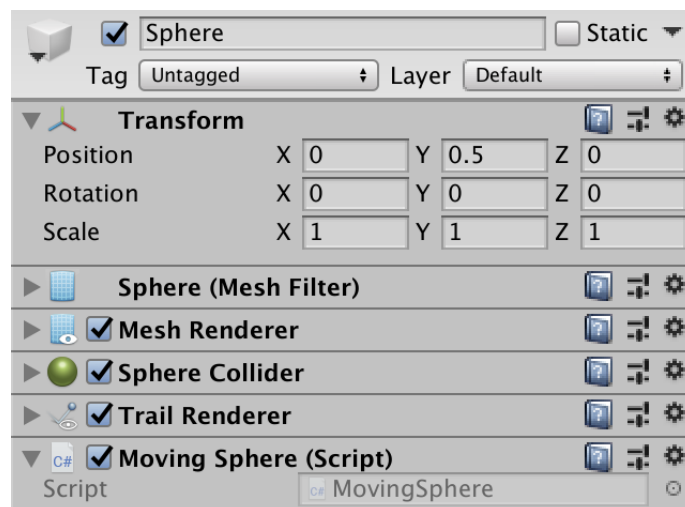 Sphere Static
Tag Untagged Layer Default
Transform
Position X 0 Y 0.5 Z 0
Rotation X 0 Y 0 Z 0
Scale X 1 Y 1 Z 1
Sphere (Mesh Filter)
Mesh Renderer
Sphere Collider
Trail Renderer
C# Moving Sphere (Script)
Script C# MovingSphere